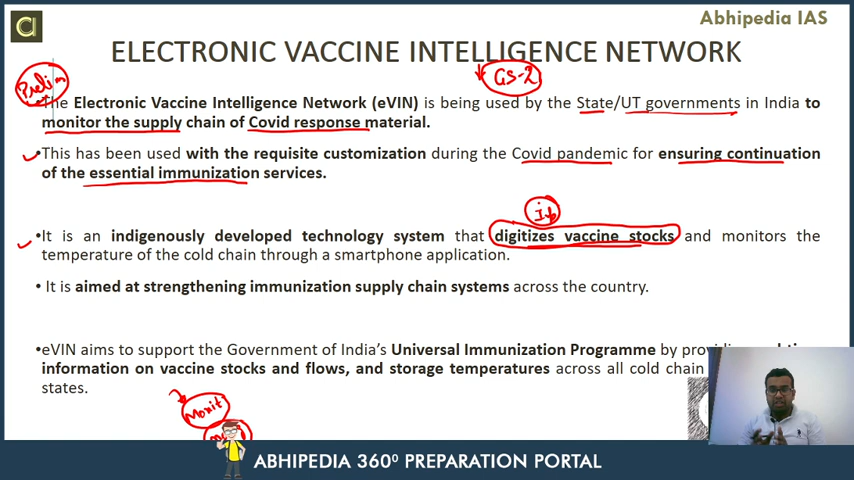 Abhipedia IAS
ELECTRONIC VACCINE INTELLIGENCE NETWORK
GS-2
Prelim
The Electronic Vaccine Intelligence Network (eVIN) is being used by the State/UT governments in India to
monitor the supply chain of Covid response material.
•This has been used with the requisite customization during the Covid pandemic for ensuring continuation
of the essential immunization services.
•It is an indigenously developed technology system that digitizes vaccine stocks and monitors the
temperature of the cold chain through a smartphone application.
• It is aimed at strengthening immunization supply chain systems across the country.
•eVIN aims to support the Government of India's Universal Immunization Programme by
information on vaccine stocks and flows, and storage temperatures across all cold chain
states.
Monit
ABHIPEDIA 360⁰ PREPARATION PORTAL